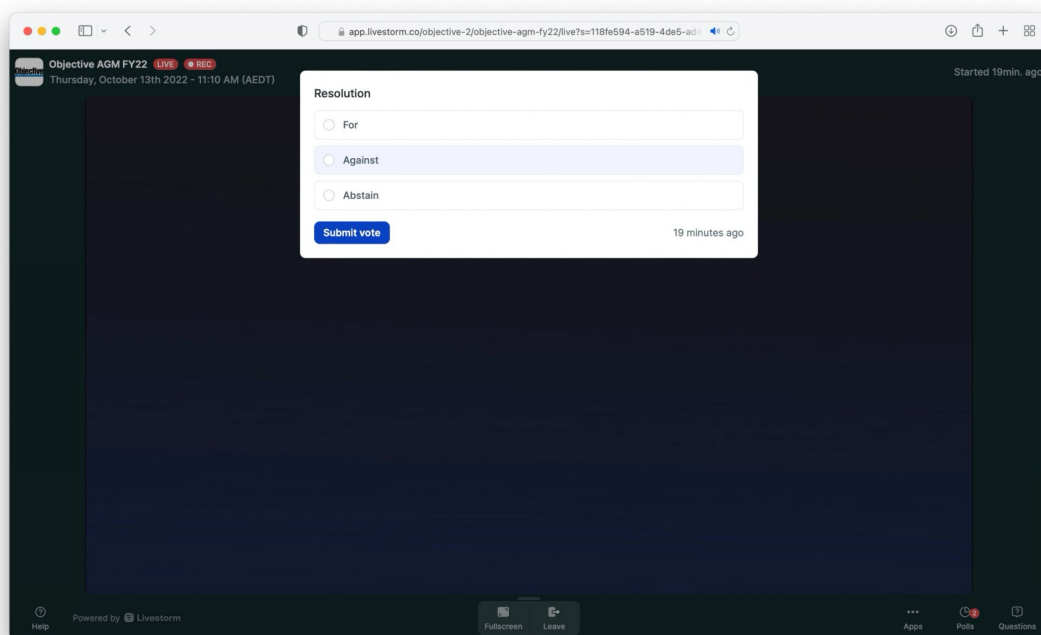 app.livestorm.co/objective-2/objective-agm-fy22/live?s=118fe594-a519-4de5-ad4
Objective
Objective AGM FY22 LIVE REC
Thursday, October 13th 2022 - 11:10 AM (AEDT)
Started 19min. ago
Resolution
For
Against
Abstain
Submit vote
19 minutes ago
Help
Powered by Livestorm
Fullscreen
Leave
Apps
2
Polls
Questions